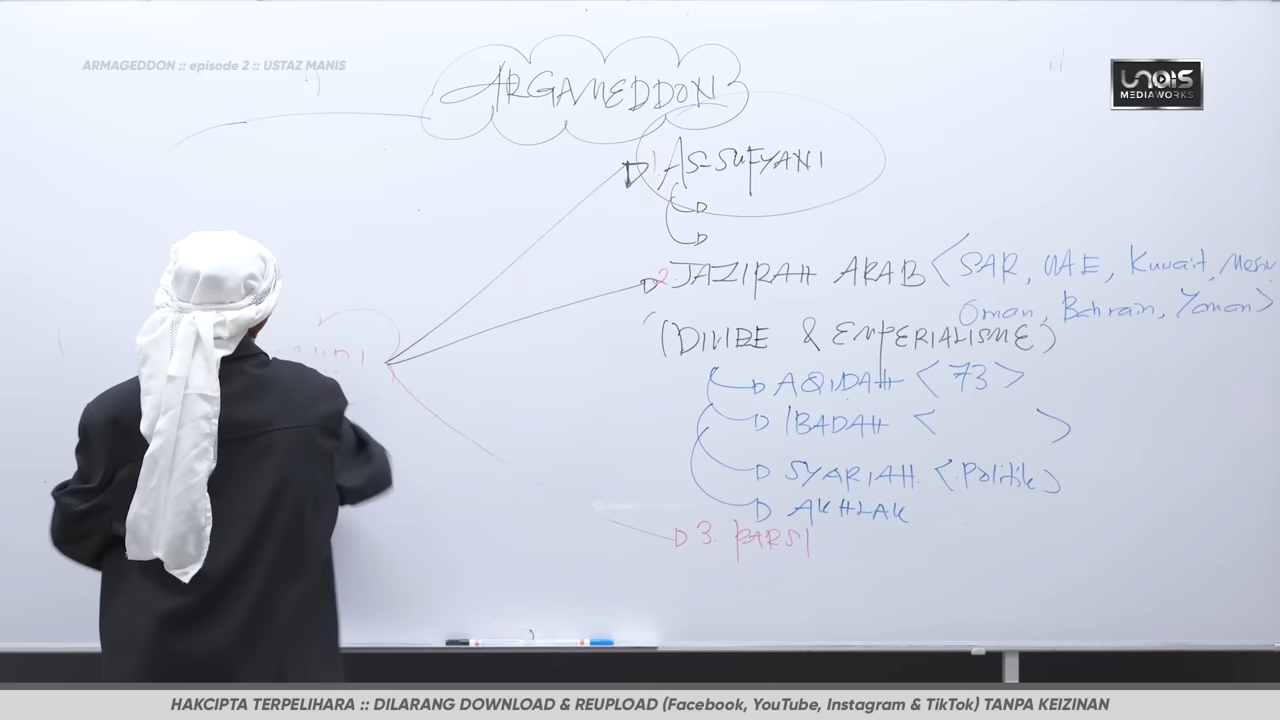 ARMAGEDDON :: episode 2 :: USTAZ MANIS
UNAIS
MEDIAWORKS
ARGAMEDDON
1. AS-SUFYANI
2. JAZIRAH ARAB < SAR, UAE, Kuwait, Mesir
Oman, Bahrain, Yaman >
(DIVIDE & EMPERIALISME)
AQIDAH < 73 >
IBADAH < >
SYARIAH < Politik >
AKHLAK
3. PARSI
HAKCIPTA TERPELIHARA :: DILARANG DOWNLOAD & REUPLOAD (Facebook, YouTube, Instagram & TikTok) TANPA KEIZINAN